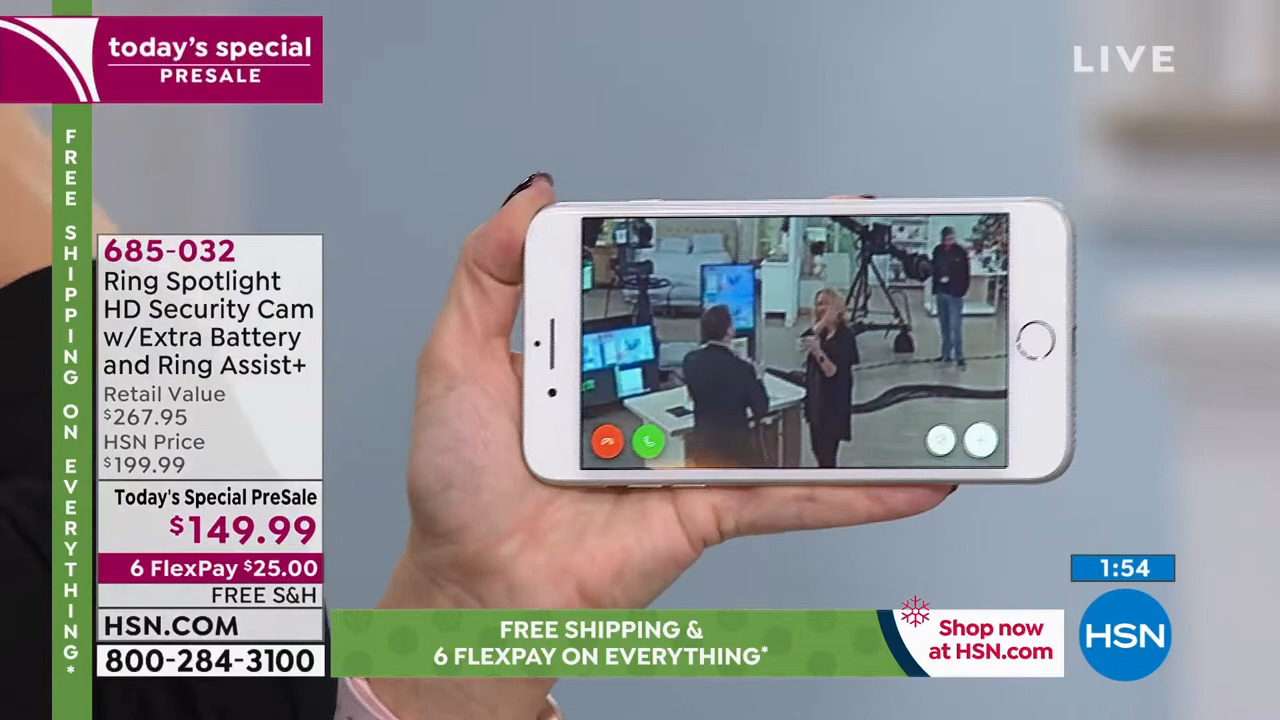 today's special
PRESALE
LIVE
FREE SHIPPING ON EVERYTHING*
685-032
Ring Spotlight
HD Security Cam
w/Extra Battery
and Ring Assist+
Retail Value
$267.95
HSN Price
$199.99
Today's Special PreSale
$149.99
6 FlexPay $25.00
FREE S&H
HSN.COM
800-284-3100
FREE SHIPPING &
6 FLEXPAY ON EVERYTHING*
Shop now
at HSN.com
1:54
HSN